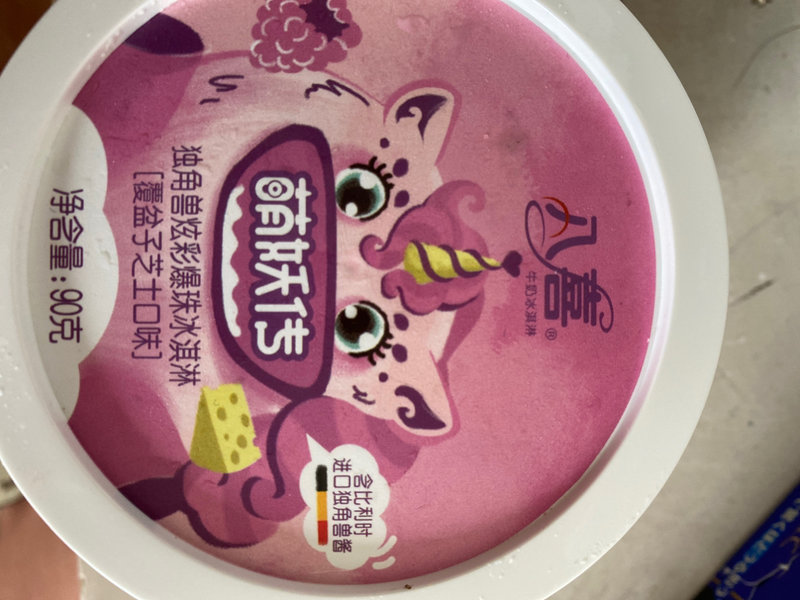 八喜®
牛奶冰淇淋
萌妖传
独角兽炫彩爆珠冰淇淋
[覆盆子芝士口味]
净含量:90克
含比利时
进口独角兽酱